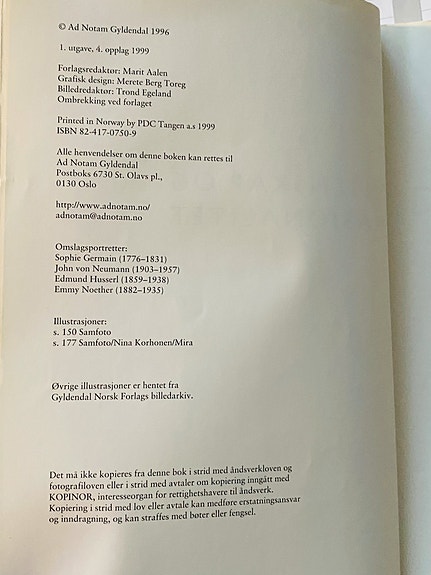 © Ad Notam Gyldendal 1996
1. utgave, 4. opplag 1999
Forlagsredaktør: Marit Aalen
Grafisk design: Merete Berg Toreg
Billedredaktør: Trond Egeland
Ombrekking ved forlaget
Printed in Norway by PDC Tangen a.s 1999
ISBN 82-417-0750-9
Alle henvendelser om denne boken kan rettes til
Ad Notam Gyldendal
Postboks 6730 St. Olavs pl.,
0130 Oslo
http://www.adnotam.no/
adnotam@adnotam.no
Omslagsportretter:
Sophie Germain (1776–1831)
John von Neumann (1903–1957)
Edmund Husserl (1859–1938)
Emmy Noether (1882–1935)
Illustrasjoner:
s. 150 Samfoto
s. 177 Samfoto/Nina Korhonen/Mira
Øvrige illustrasjoner er hentet fra
Gyldendal Norsk Forlags billedarkiv.
Det må ikke kopieres fra denne bok i strid med åndsverkloven og
fotografiloven eller i strid med avtaler om kopiering inngått med
KOPINOR, interesseorgan for rettighetshavere til åndsverk.
Kopiering i strid med lov eller avtale kan medføre erstatningsansvar
og inndragning, og kan straffes med bøter eller fengsel.